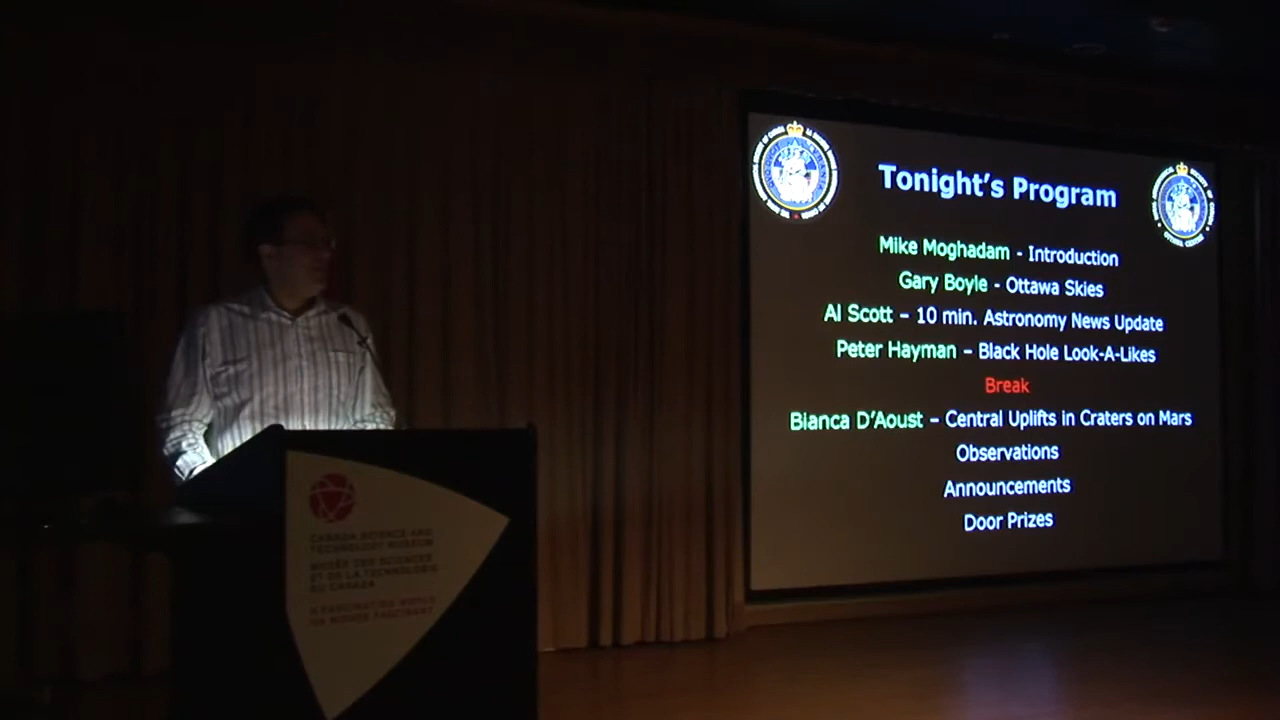 Tonight's Program
Mike Moghadam - Introduction
Gary Boyle - Ottawa Skies
Al Scott – 10 min. Astronomy News Update
Peter Hayman – Black Hole Look-A-Likes
Break
Bianca D'Aoust – Central Uplifts in Craters on Mars
Observations
Announcements
Door Prizes
CANADA SCIENCE AND
TECHNOLOGY MUSEUM
MUSÉE DES SCIENCES
ET DE LA TECHNOLOGIE
DU CANADA